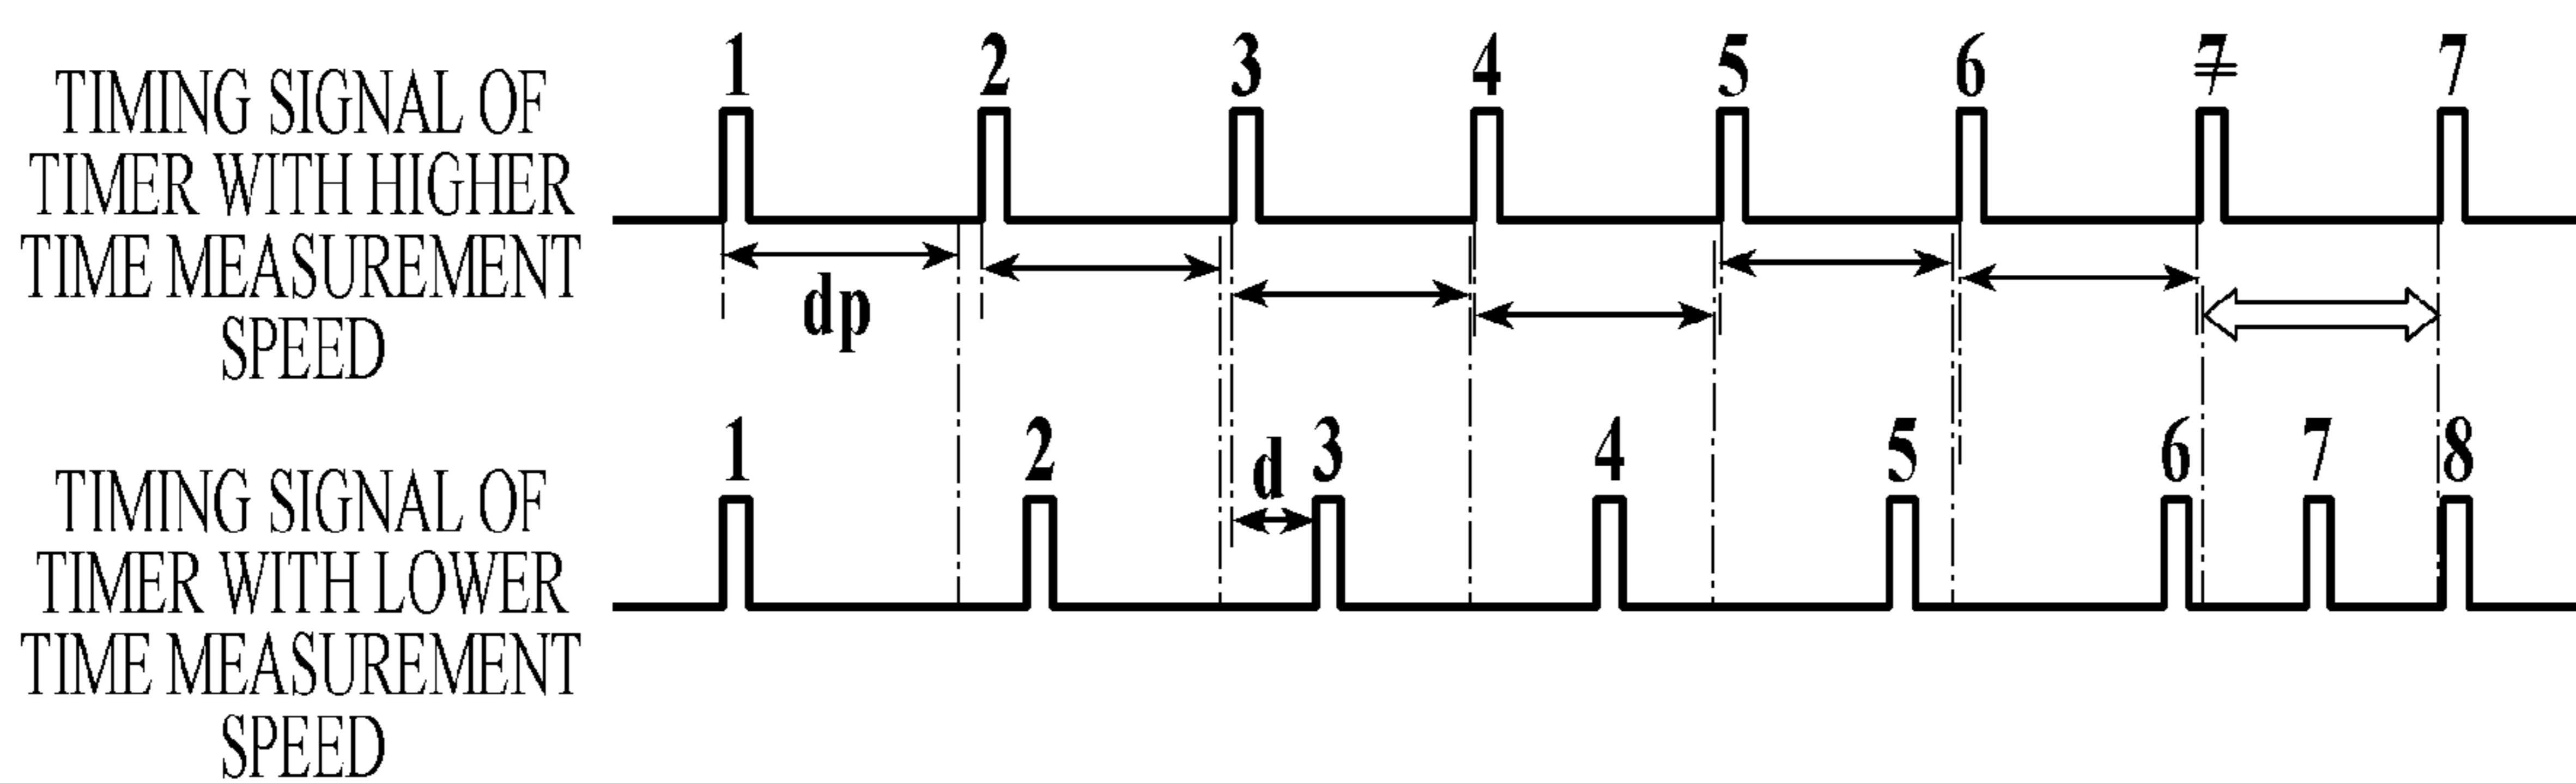 1 2 3 4 5 6 7 7
TIMING SIGNAL OF
TIMER WITH HIGHER
TIME MEASUREMENT
SPEED
dp
1 2 d 3 4 5 6 7 8
TIMING SIGNAL OF
TIMER WITH LOWER
TIME MEASUREMENT
SPEED